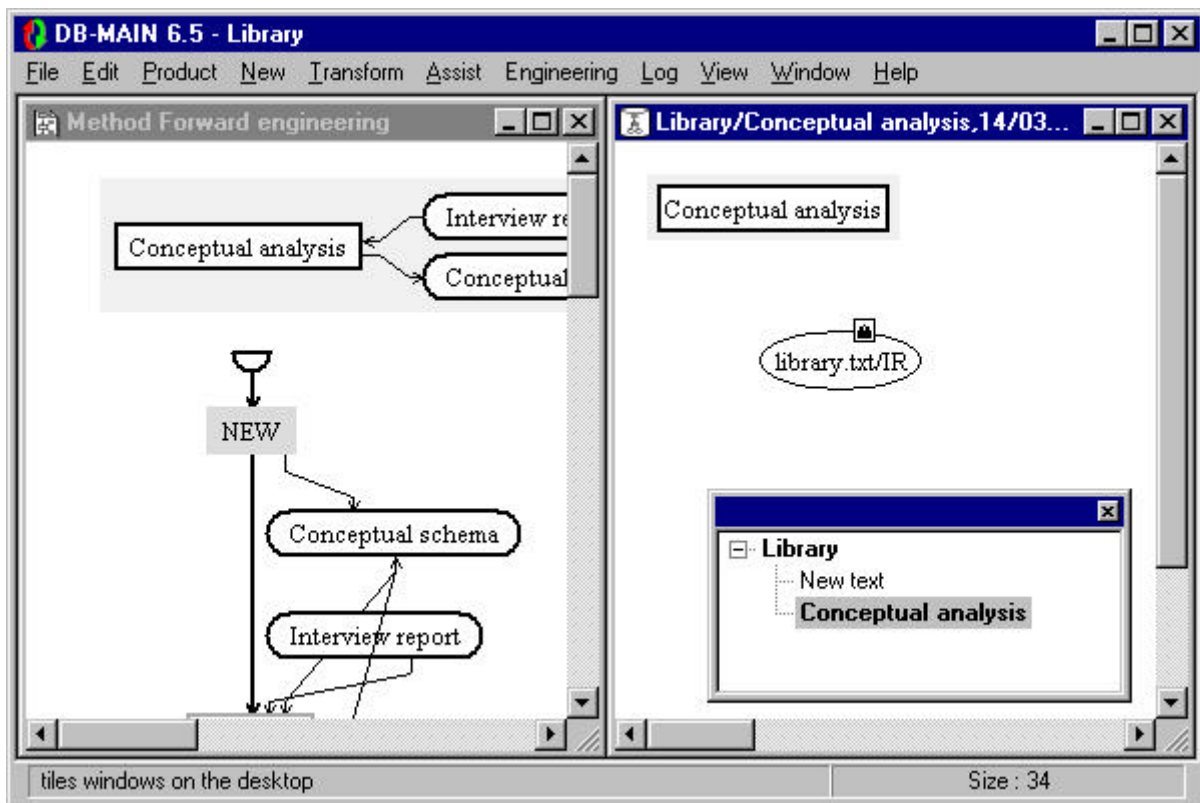 DB-MAIN 6.5 - Library
File Edit Product New Transform Assist Engineering Log View Window Help
Method Forward engineering
Interview re
Conceptual analysis
Conceptual
NEW
Conceptual schema
Interview report
Library/Conceptual analysis,14/03...
Conceptual analysis
library.txt/IR
Library
New text
Conceptual analysis
tiles windows on the desktop
Size : 34